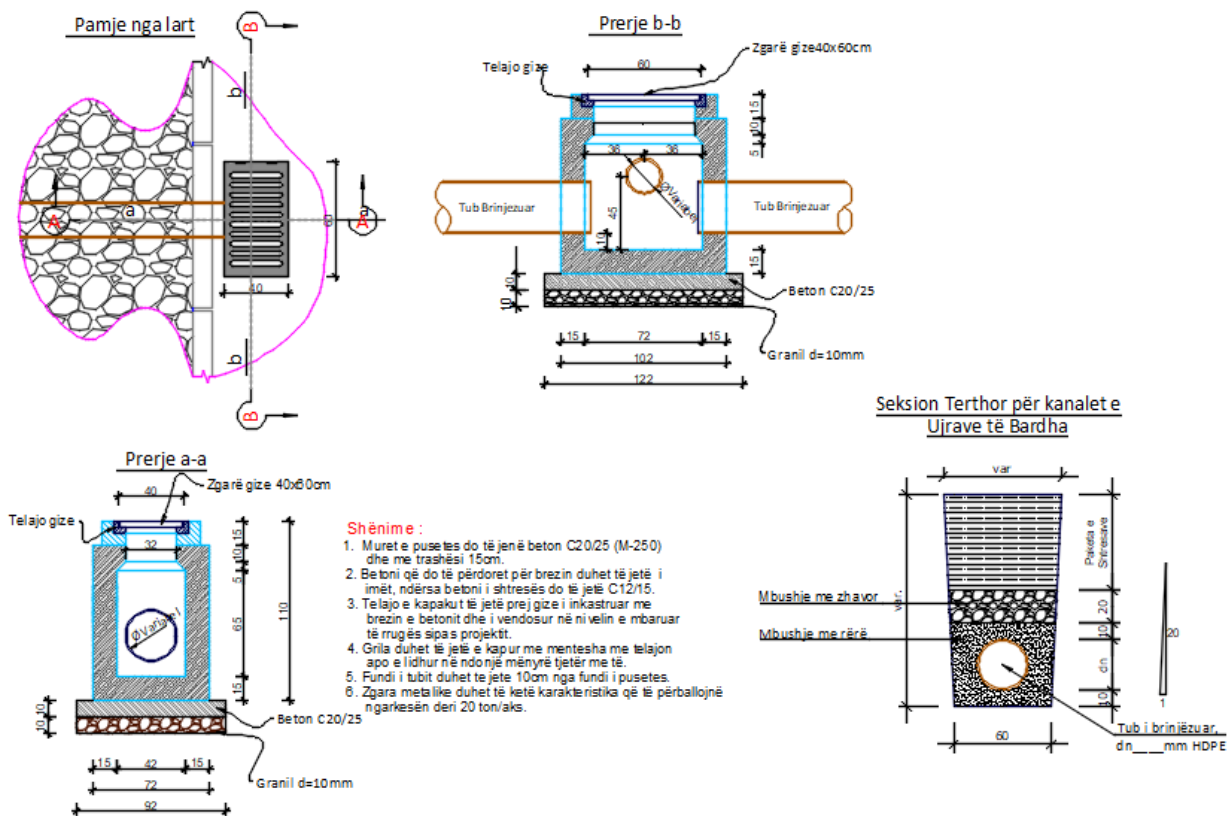 Pamje nga lart
B
b
a
A
a
A
60
40
b
B
Prerje b-b
Zgarë gize40x60cm
Telajo gize
60
15
10
5
36
36
ØVariabel
Tub Brinjezuar
Tub Brinjezuar
45
10
15
10
10
Beton C20/25
15
72
15
102
122
Granil d=10mm
Prerje a-a
Zgarë gize 40x60cm
40
Telajo gize
32
15
10
5
65
15
110
ØVariabel
10
10
Beton C20/25
15
42
15
72
92
Granil d=10mm
Shënime :
1. Muret e pusetes do të jenë beton C20/25 (M-250)
dhe me trashësi 15cm.
2. Betoni që do të përdoret për brezin duhet të jetë i
imët, ndërsa betoni i shtresës do të jetë C12/15.
3. Telajo e kapakut të jetë prej gize i inkastruar me
brezin e betonit dhe i vendosur në nivelin e mbaruar
të rrugës sipas projektit.
4. Grila duhet të jetë e kapur me mentesha me telajon
apo e lidhur në ndonjë mënyrë tjetër me të.
5. Fundi i tubit duhet te jete 10cm nga fundi i pusetes.
6. Zgara metalike duhet të ketë karakteristika që të përballojnë
ngarkesën deri 20 ton/aks.
Seksion Terthor për kanalet e
Ujrave të Bardha
var
var.
Paketa e
Shtresave
Mbushje me zhavor
20
Mbushje me rërë
10
dn
10
20
1
60
Tub i brinjëzuar,
dn____mm HDPE